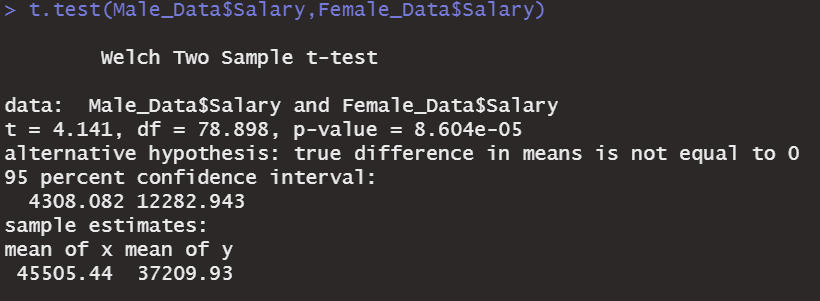 > t.test(Male_Data$Salary,Female_Data$Salary)
Welch Two Sample t-test
data:  Male_Data$Salary and Female_Data$Salary
t = 4.141, df = 78.898, p-value = 8.604e-05
alternative hypothesis: true difference in means is not equal to 0
95 percent confidence interval:
4308.082 12282.943
sample estimates:
mean of x mean of y
45505.44  37209.93